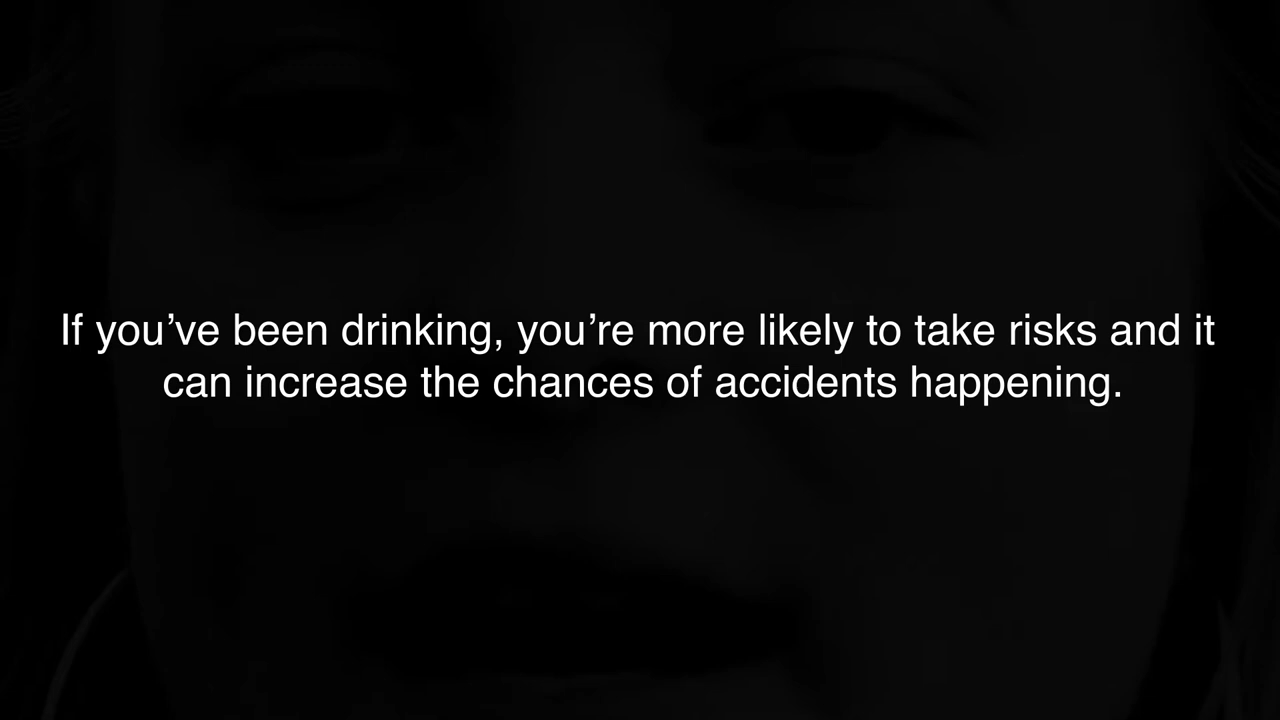 If you’ve been drinking, you’re more likely to take risks and it
can increase the chances of accidents happening.